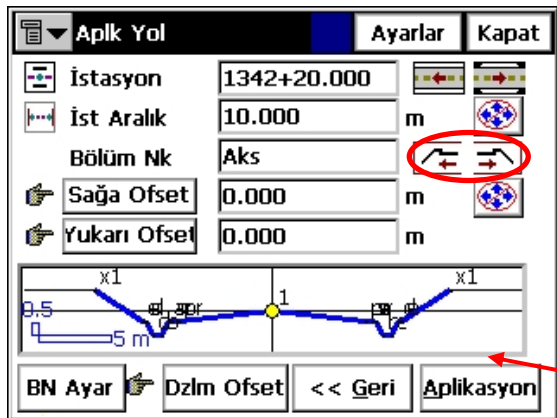 Aplk Yol Ayarlar Kapat
İstasyon 1342+20.000
İst Aralık 10.000 m
Bölüm Nk Aks
Sağa Ofset 0.000 m
Yukarı Ofset 0.000 m
x1 x1
1
0.5
5 m
BN Ayar Dzlm Ofset << Geri Aplikasyon